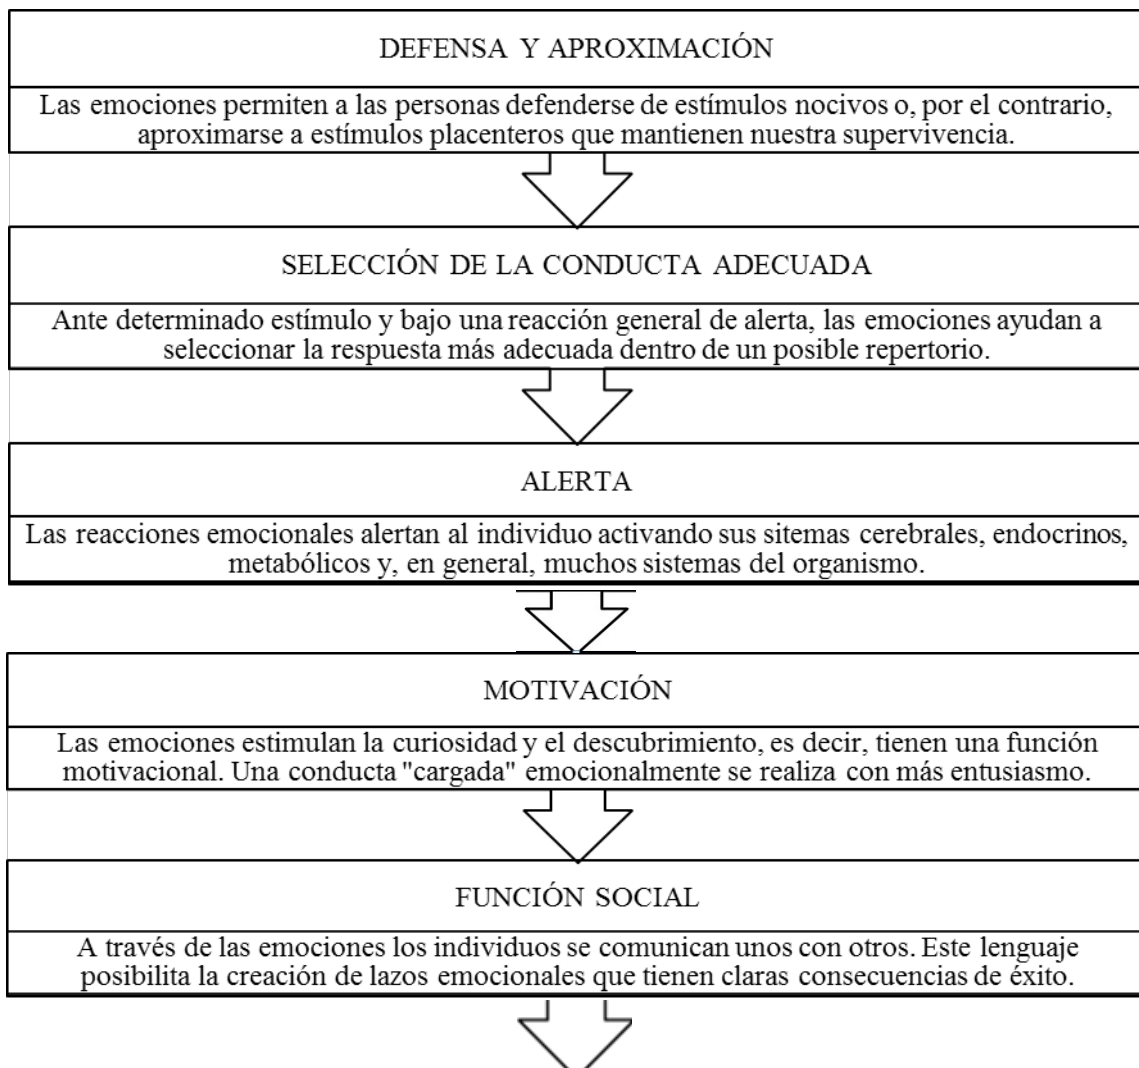 DEFENSA Y APROXIMACIÓN
Las emociones permiten a las personas defenderse de estímulos nocivos o, por el contrario,
aproximarse a estímulos placenteros que mantienen nuestra supervivencia.
SELECCIÓN DE LA CONDUCTA ADECUADA
Ante determinado estímulo y bajo una reacción general de alerta, las emociones ayudan a
seleccionar la respuesta más adecuada dentro de un posible repertorio.
ALERTA
Las reacciones emocionales alertan al individuo activando sus sitemas cerebrales, endocrinos,
metabólicos y, en general, muchos sistemas del organismo.
MOTIVACIÓN
Las emociones estimulan la curiosidad y el descubrimiento, es decir, tienen una función
motivacional. Una conducta "cargada" emocionalmente se realiza con más entusiasmo.
FUNCIÓN SOCIAL
A través de las emociones los individuos se comunican unos con otros. Este lenguaje
posibilita la creación de lazos emocionales que tienen claras consecuencias de éxito.